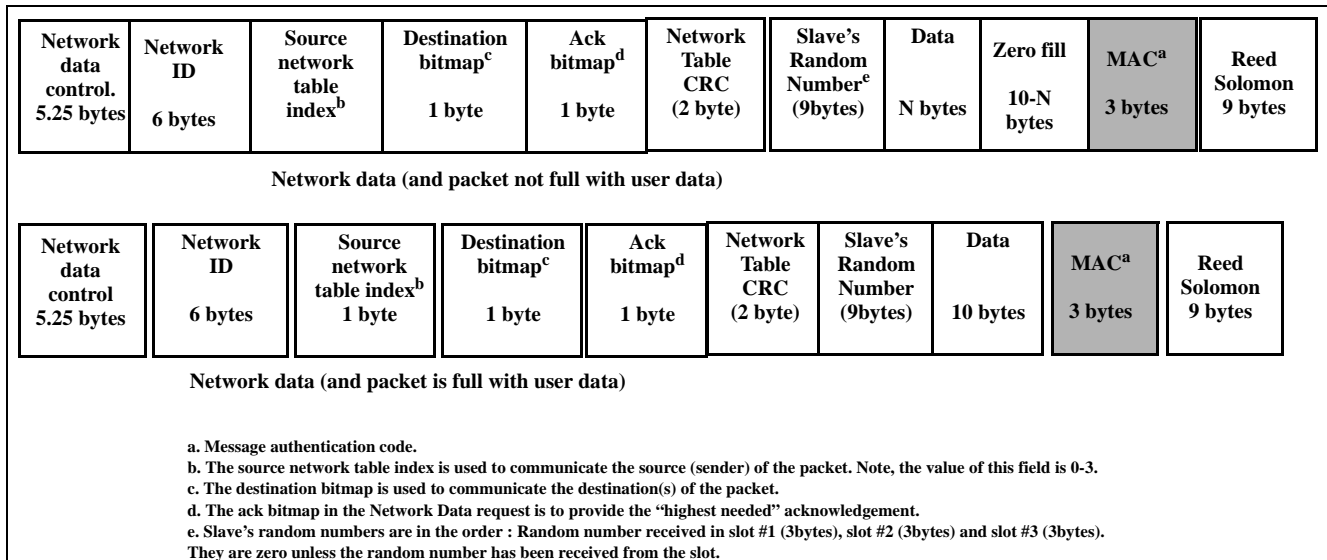 Network data control. 5.25 bytes
Network ID 6 bytes
Source network table index^b
Destination bitmap^c 1 byte
Ack bitmap^d 1 byte
Network Table CRC (2 byte)
Slave's Random Number^e (9bytes)
Data N bytes
Zero fill 10-N bytes
MAC^a 3 bytes
Reed Solomon 9 bytes
Network data (and packet not full with user data)
Network data control 5.25 bytes
Network ID 6 bytes
Source network table index^b 1 byte
Destination bitmap^c 1 byte
Ack bitmap^d 1 byte
Network Table CRC (2 byte)
Slave's Random Number (9bytes)
Data 10 bytes
MAC^a 3 bytes
Reed Solomon 9 bytes
Network data (and packet is full with user data)
a. Message authentication code.
b. The source network table index is used to communicate the source (sender) of the packet. Note, the value of this field is 0-3.
c. The destination bitmap is used to communicate the destination(s) of the packet.
d. The ack bitmap in the Network Data request is to provide the “highest needed” acknowledgement.
e. Slave's random numbers are in the order : Random number received in slot #1 (3bytes), slot #2 (3bytes) and slot #3 (3bytes).
They are zero unless the random number has been received from the slot.